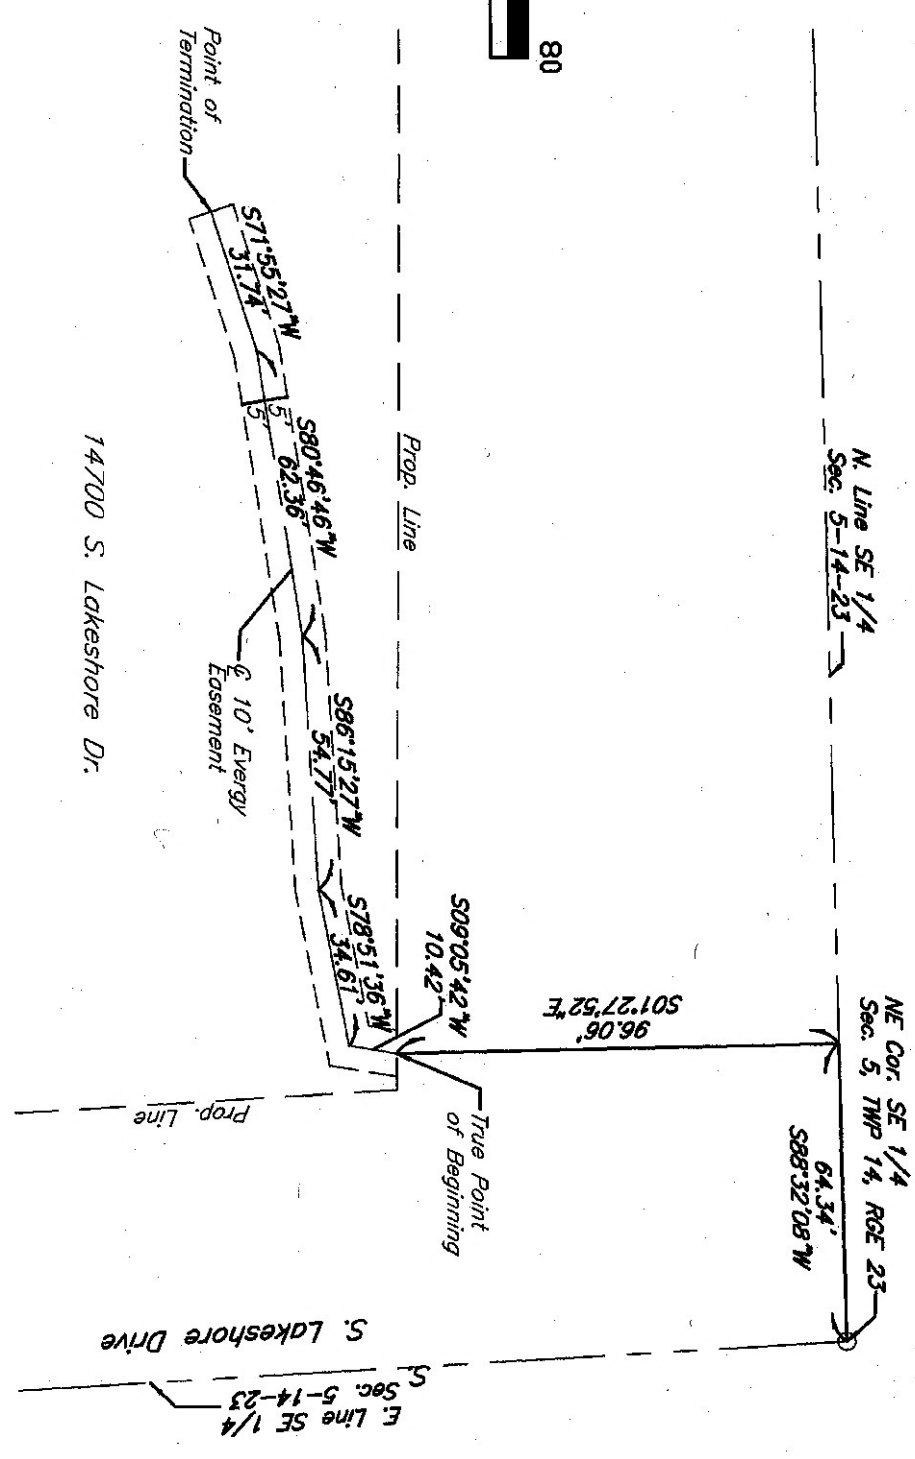 80
N. Line SE 1/4
Sec. 5-14-23
NE Cor. SE 1/4
Sec. 5, TWP 14, RGE 23
64.34'
S88°32'08"W
96.06'
S01°27'52"E
True Point
of Beginning
S09°05'42"W
10.42'
Prop. Line
Point of
Termination
S71°55'27"W
31.74'
5'
5'
S80°46'46"W
62.36'
S86°15'27"W
54.77'
S78°51'36"W
34.61'
℄ 10' Evergy
Easement
14700 S. Lakeshore Dr.
Prop. Line
S. Lakeshore Drive
S.
E. Line SE 1/4
Sec. 5-14-23